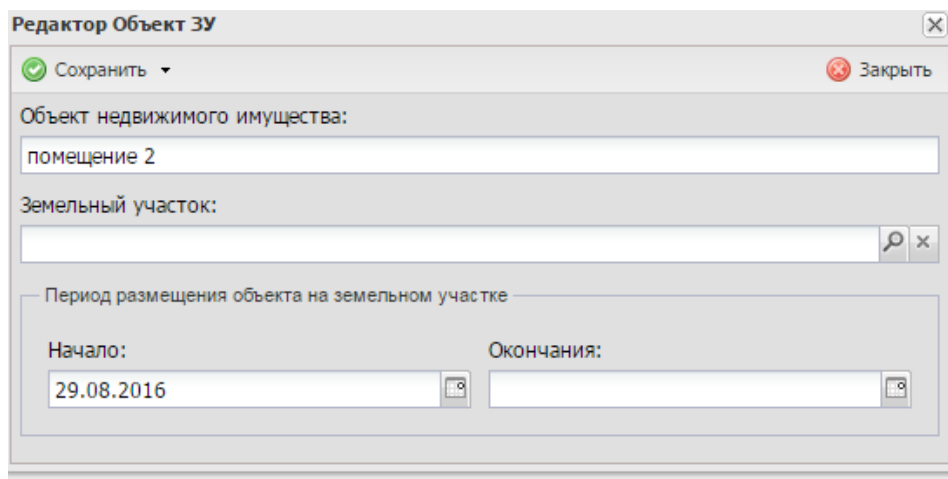 Редактор Объект ЗУ
Сохранить Закрыть
Объект недвижимого имущества:
помещение 2
Земельный участок:
Период размещения объекта на земельном участке
Начало: Окончания:
29.08.2016